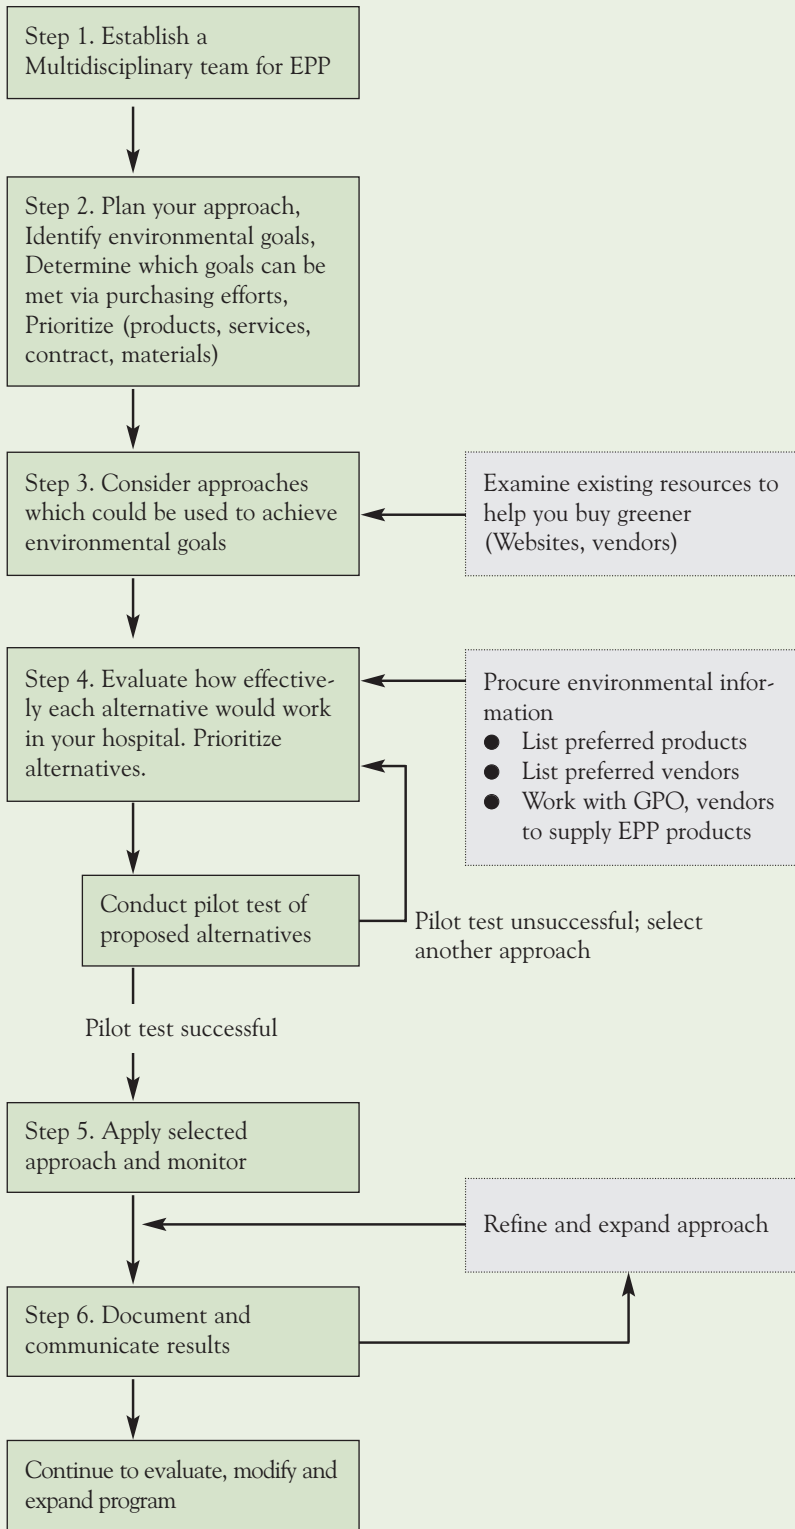 Step 1. Establish a
Multidisciplinary team for EPP
Step 2. Plan your approach,
Identify environmental goals,
Determine which goals can be
met via purchasing efforts,
Prioritize (products, services,
contract, materials)
Step 3. Consider approaches
which could be used to achieve
environmental goals
Examine existing resources to
help you buy greener
(Websites, vendors)
Step 4. Evaluate how effective-
ly each alternative would work
in your hospital. Prioritize
alternatives.
Procure environmental infor-
mation
● List preferred products
● List preferred vendors
● Work with GPO, vendors
to supply EPP products
Conduct pilot test of
proposed alternatives
Pilot test unsuccessful; select
another approach
Pilot test successful
Step 5. Apply selected
approach and monitor
Refine and expand approach
Step 6. Document and
communicate results
Continue to evaluate, modify and
expand program